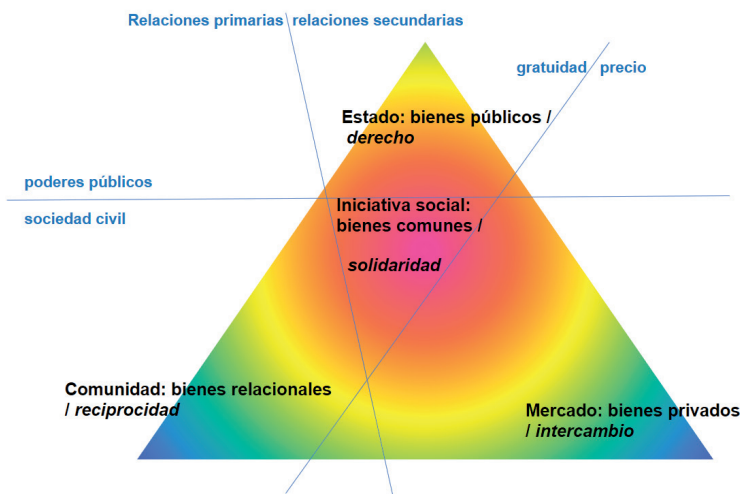 Relaciones primarias relaciones secundarias
gratuidad precio
Estado: bienes públicos /
derecho
poderes públicos
sociedad civil
Iniciativa social:
bienes comunes /
solidaridad
Comunidad: bienes relacionales
/ reciprocidad
Mercado: bienes privados
/ intercambio